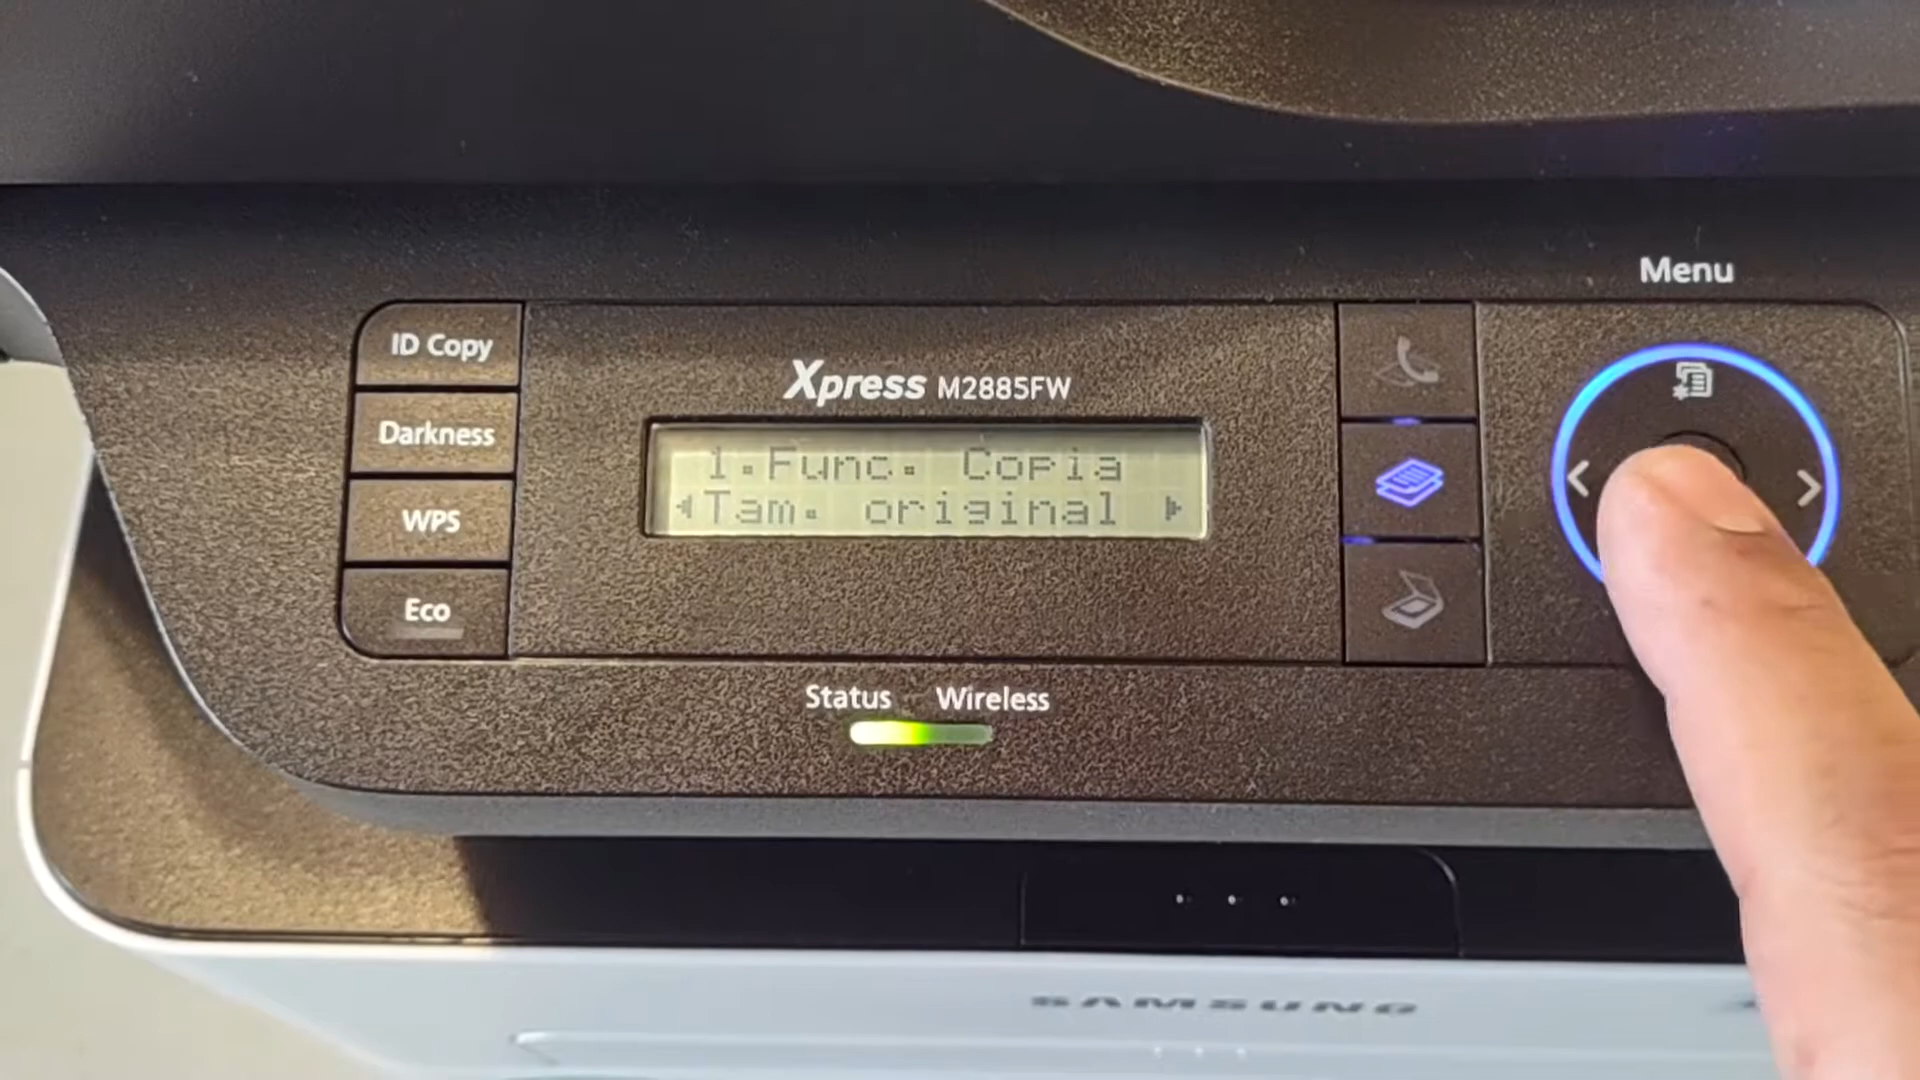 Menu
ID Copy
Darkness
WPS
Eco
Xpress M2885FW
1.Func. Copia
Tam. original
Status Wireless
SAMSUNG